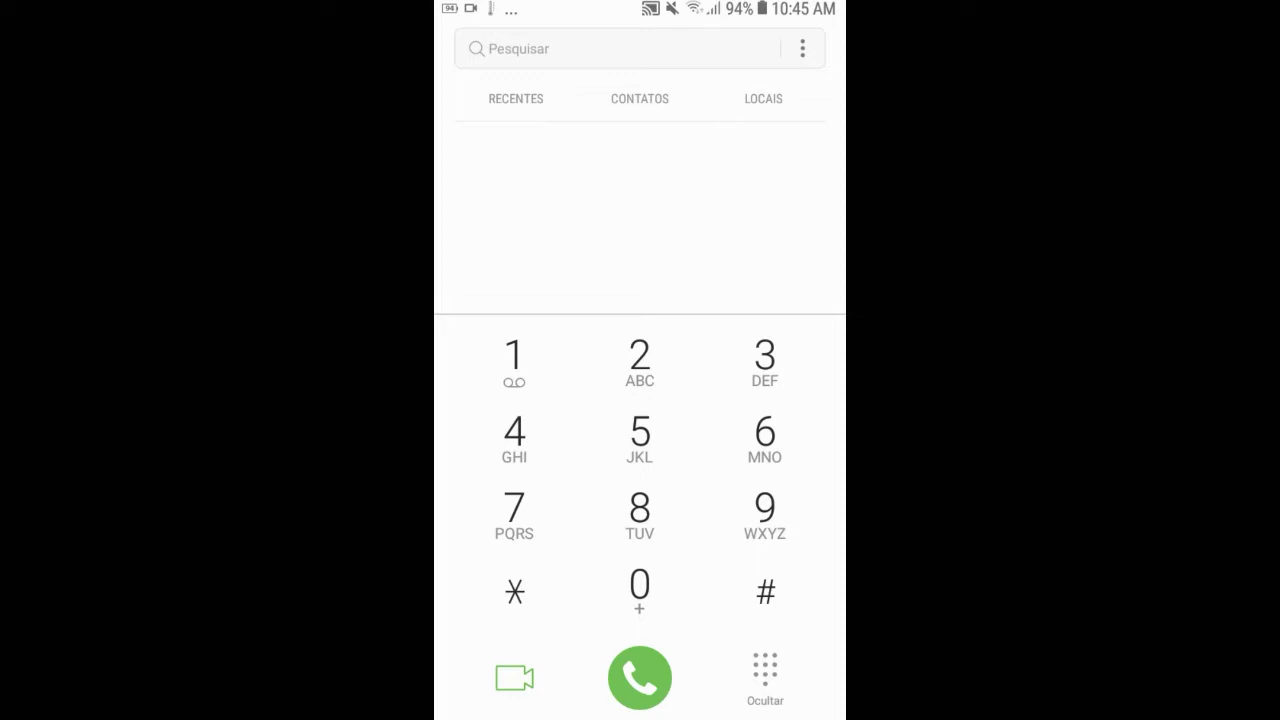 94 ... 94% 10:45 AM
Pesquisar
RECENTES CONTATOS LOCAIS
1 2 3
ABC DEF
4 5 6
GHI JKL MNO
7 8 9
PQRS TUV WXYZ
* 0 #
+
Ocultar